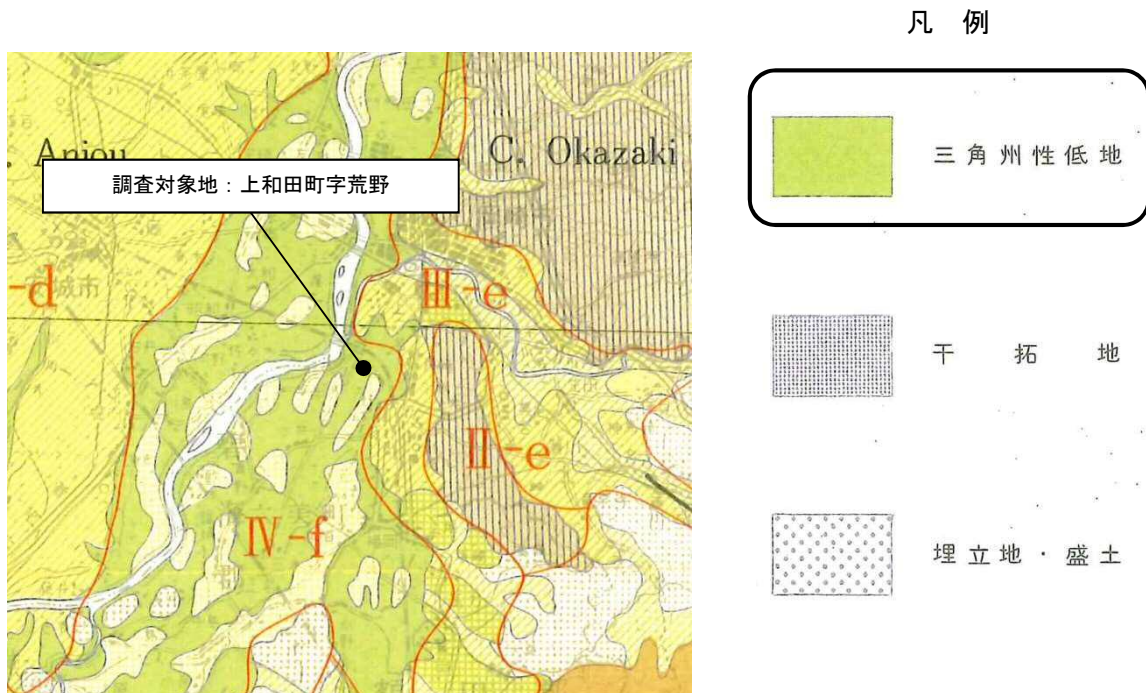 凡 例
. Anjou
C. Okazaki
調査対象地：上和田町字荒野
三角州性低地
-d
城市
III-e
干拓地
II-e
IV-f
埋立地・盛土